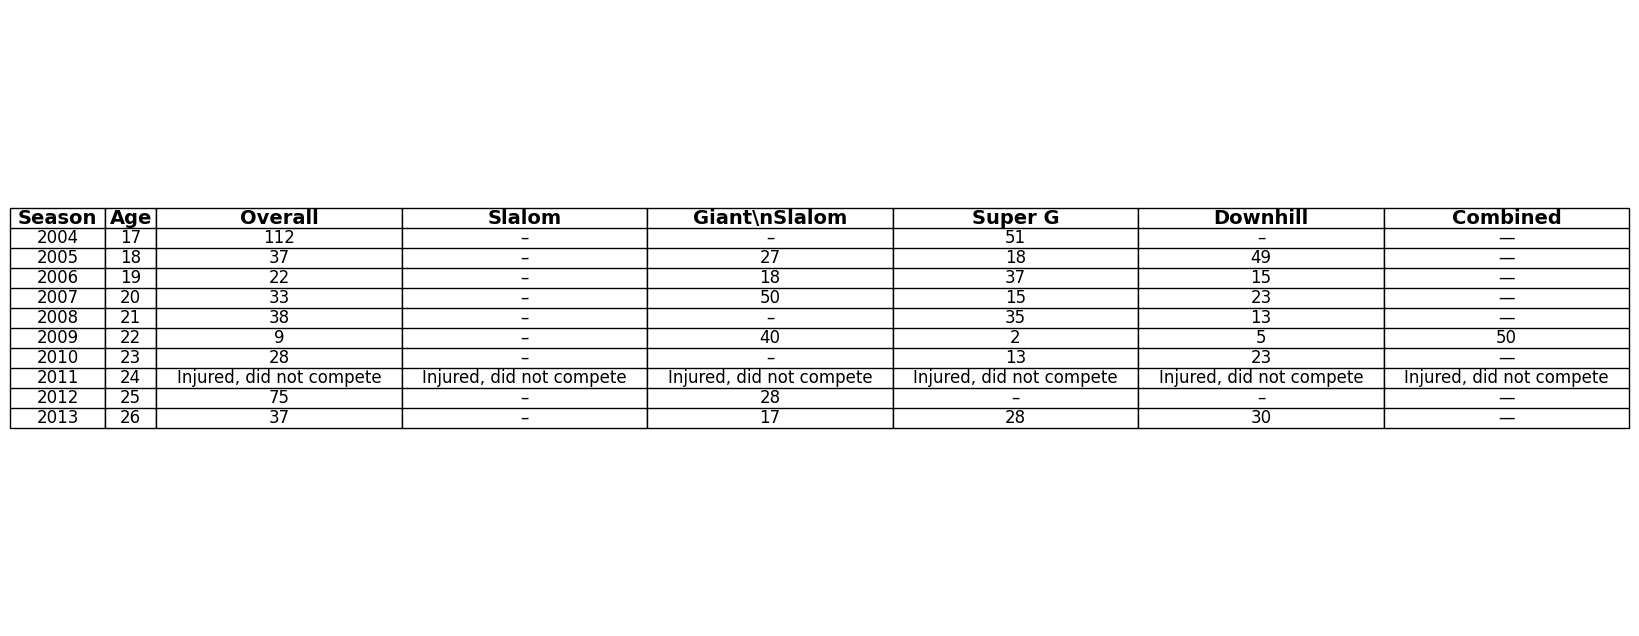 Season Age Overall Slalom Giant\nSlalom Super G Downhill Combined
2004 17 112 – – 51 – —
2005 18 37 – 27 18 49 —
2006 19 22 – 18 37 15 —
2007 20 33 – 50 15 23 —
2008 21 38 – – 35 13 —
2009 22 9 – 40 2 5 50
2010 23 28 – – 13 23 —
2011 24 Injured, did not compete Injured, did not compete Injured, did not compete Injured, did not compete Injured, did not compete Injured, did not compete
2012 25 75 – 28 – – —
2013 26 37 – 17 28 30 —